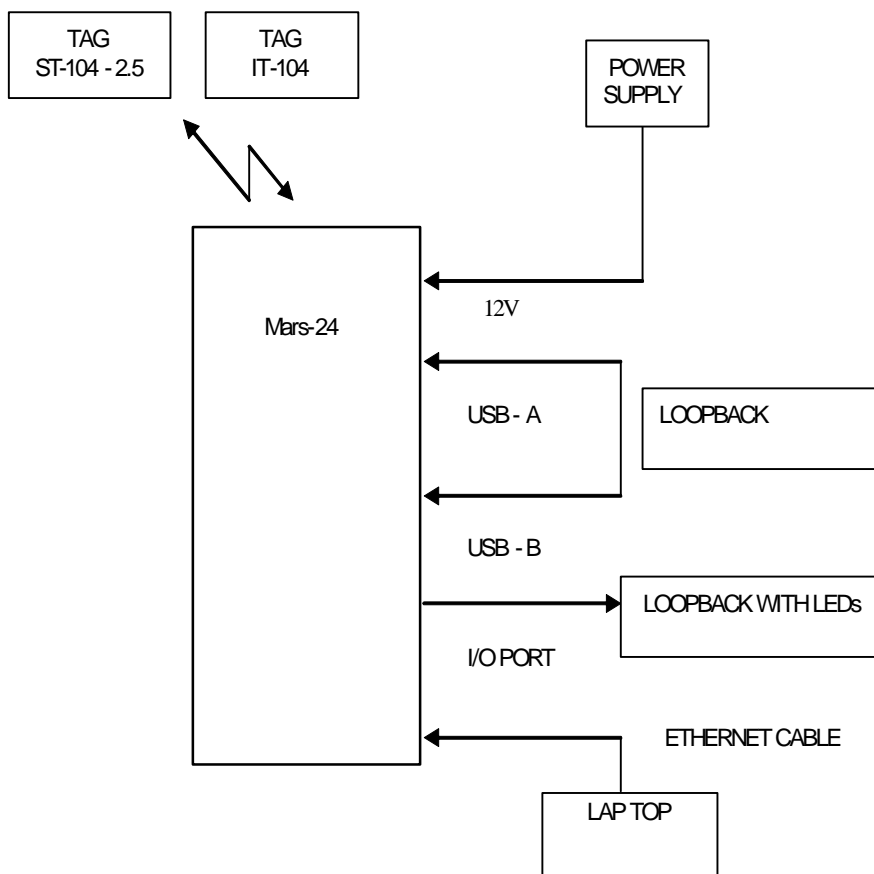 TAG
ST-104 - 2.5
TAG
IT-104
POWER
SUPPLY
12V
Mars-24
USB - A
LOOPBACK
USB - B
LOOPBACK WITH LEDs
I/O PORT
ETHERNET CABLE
LAP TOP